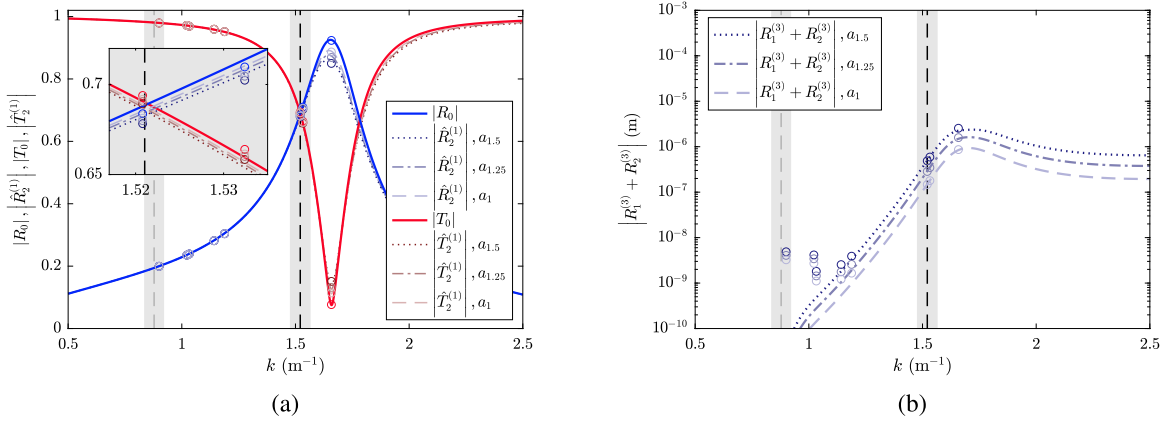 (a)
|R₀|, |R̂₂⁽¹⁾|, |T₀|, |T̂₂⁽¹⁾|
1
0.8
0.6
0.4
0.2
0
0.5
1
1.5
2
2.5
k (m⁻¹)
0.7
0.65
1.52
1.53
|R₀|
|R̂₂⁽¹⁾|, a₁.₅
|R̂₂⁽¹⁾|, a₁.₂₅
|R̂₂⁽¹⁾|, a₁
|T₀|
|T̂₂⁽¹⁾|, a₁.₅
|T̂₂⁽¹⁾|, a₁.₂₅
|T̂₂⁽¹⁾|, a₁
(a)
(b)
|R₁⁽³⁾ + R₂⁽³⁾| (m)
10⁻³
10⁻⁴
10⁻⁵
10⁻⁶
10⁻⁷
10⁻⁸
10⁻⁹
10⁻¹⁰
0.5
1
1.5
2
2.5
k (m⁻¹)
|R₁⁽³⁾ + R₂⁽³⁾|, a₁.₅
|R₁⁽³⁾ + R₂⁽³⁾|, a₁.₂₅
|R₁⁽³⁾ + R₂⁽³⁾|, a₁
(b)